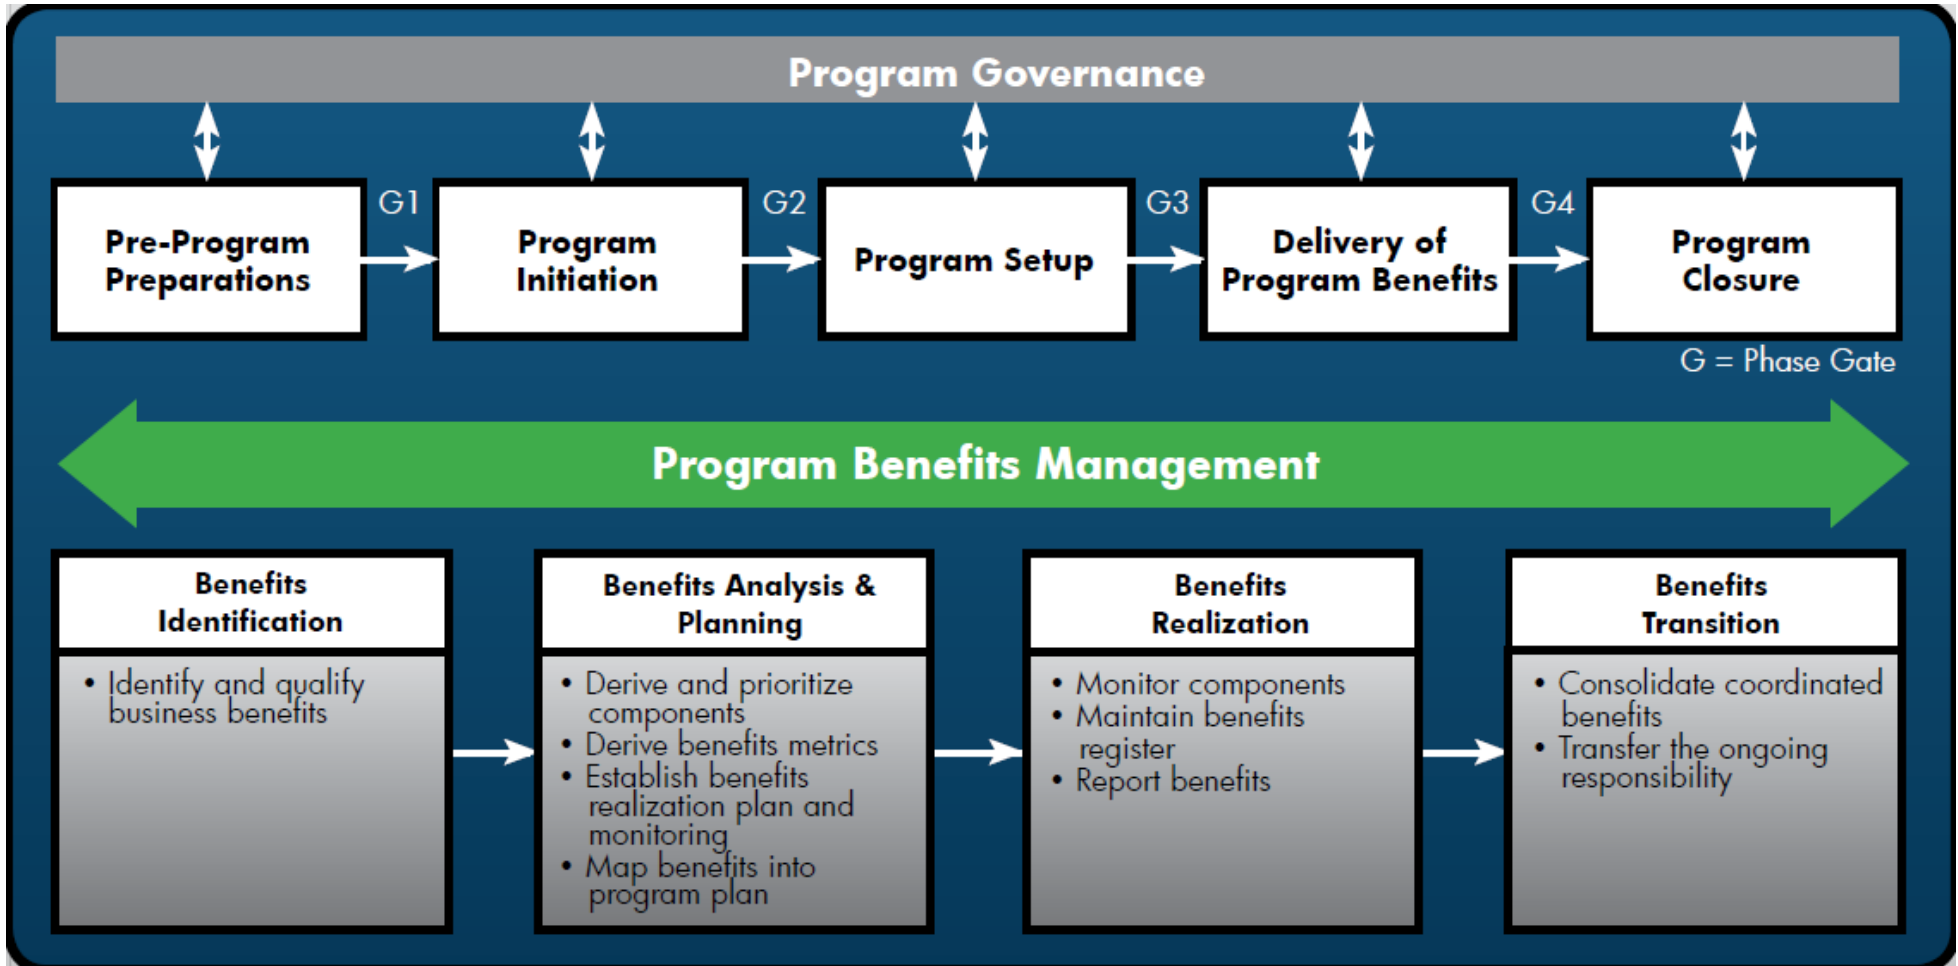 Program Governance
G1
G2
G3
G4
Pre-Program
Preparations
Program
Initiation
Program Setup
Delivery of
Program Benefits
Program
Closure
G = Phase Gate
Program Benefits Management
Benefits
Identification
• Identify and qualify
business benefits
Benefits Analysis &
Planning
• Derive and prioritize
components
• Derive benefits metrics
• Establish benefits
realization plan and
monitoring
• Map benefits into
program plan
Benefits
Realization
• Monitor components
• Maintain benefits
register
• Report benefits
Benefits
Transition
• Consolidate coordinated
benefits
• Transfer the ongoing
responsibility